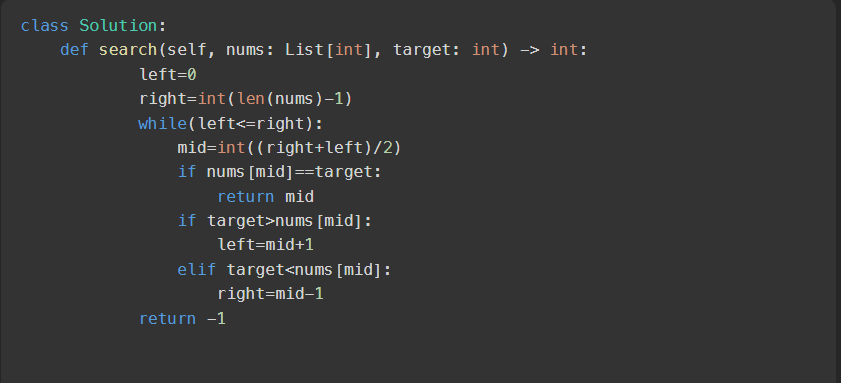 class Solution:
    def search(self, nums: List[int], target: int) -> int:
            left=0
            right=int(len(nums)-1)
            while(left<=right):
                mid=int((right+left)/2)
                if nums[mid]==target:
                    return mid
                if target>nums[mid]:
                    left=mid+1
                elif target<nums[mid]:
                    right=mid-1
            return -1